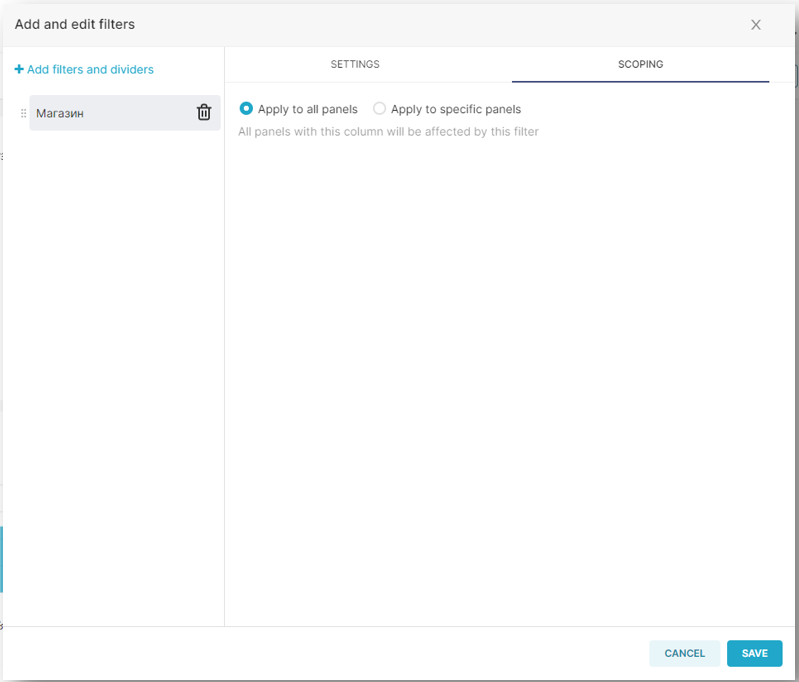 Add and edit filters
+ Add filters and dividers
Магазин
SETTINGS
SCOPING
Apply to all panels
Apply to specific panels
All panels with this column will be affected by this filter
CANCEL
SAVE